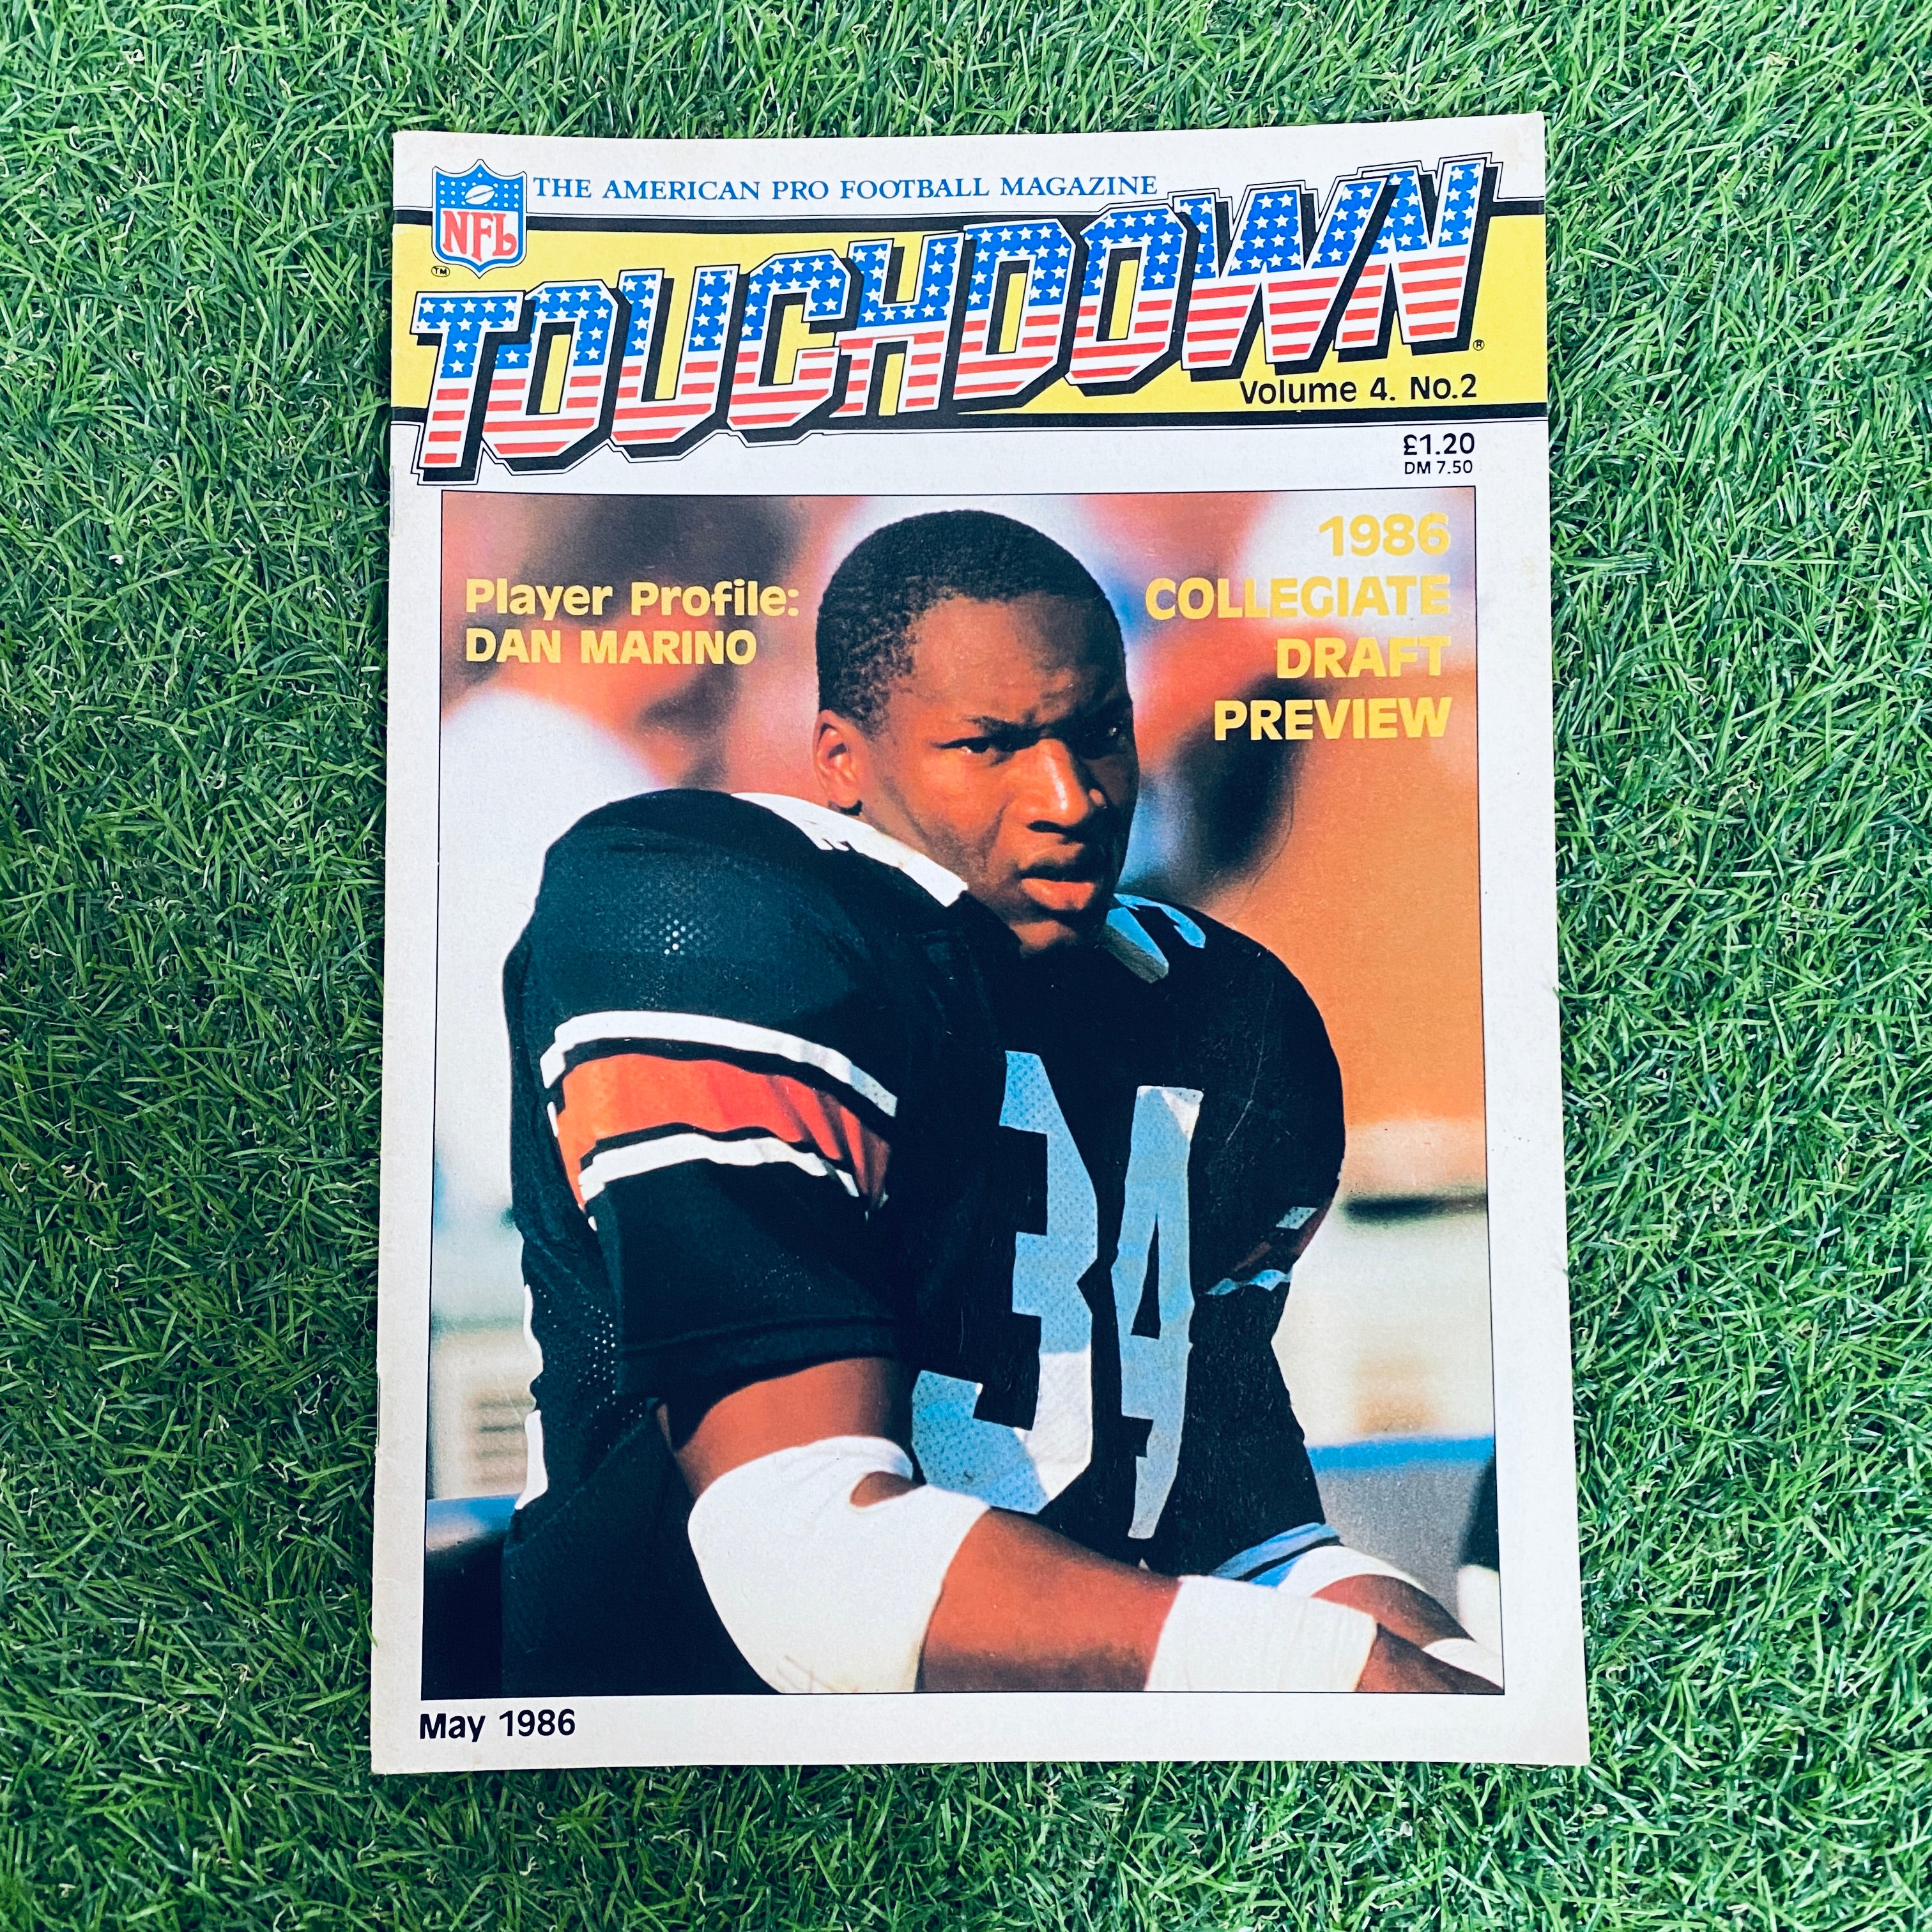 NFL
TM
THE AMERICAN PRO FOOTBALL MAGAZINE
TOUCHDOWN
®
Volume 4. No.2
£1.20
DM 7.50
Player Profile:
DAN MARINO
1986
COLLEGIATE
DRAFT
PREVIEW
34
May 1986